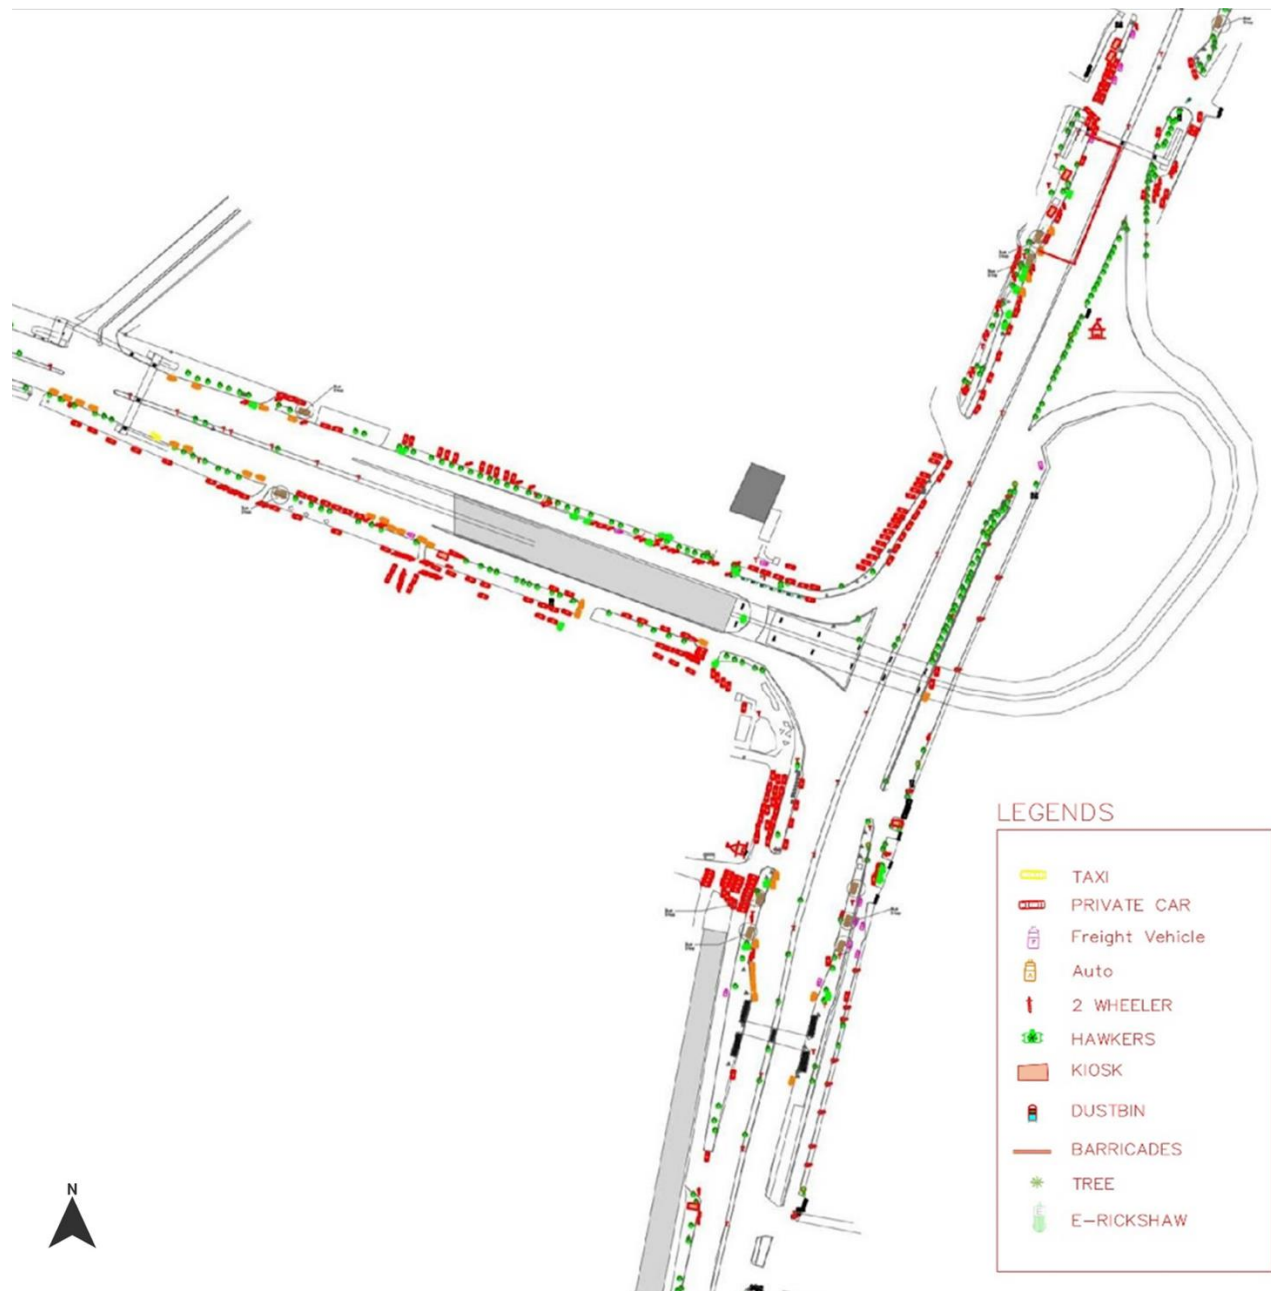 N
LEGENDS
TAXI
PRIVATE CAR
Freight Vehicle
Auto
2 WHEELER
HAWKERS
KIOSK
DUSTBIN
BARRICADES
TREE
E-RICKSHAW